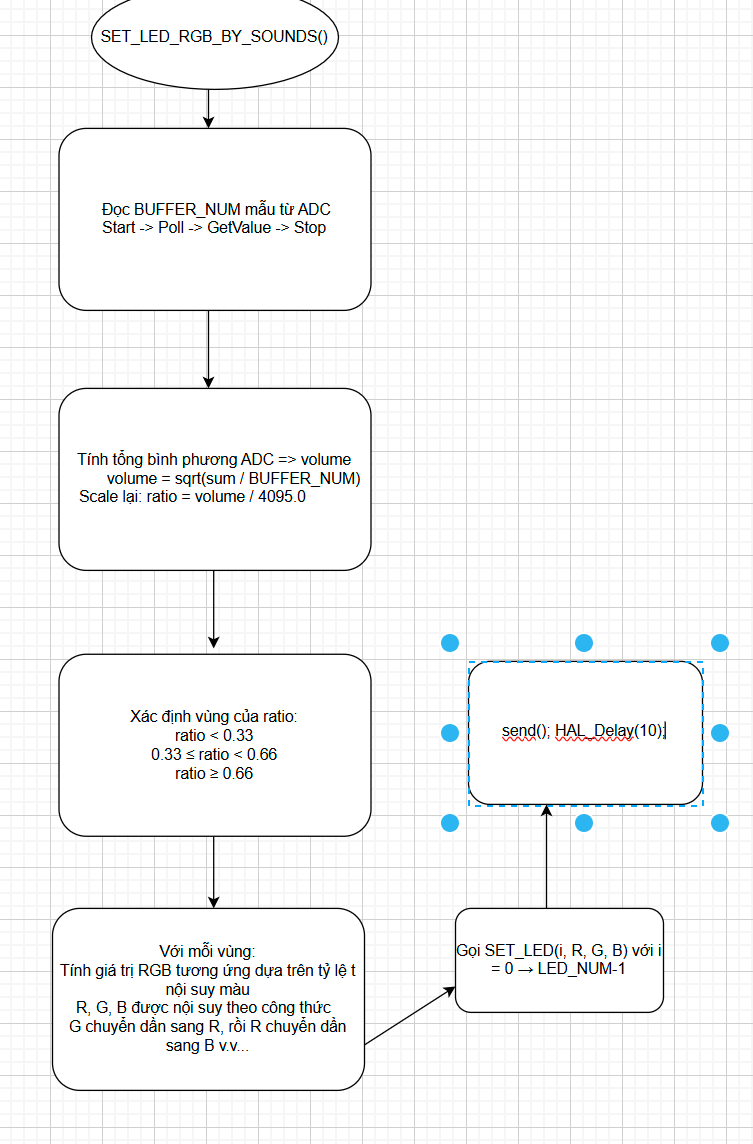 SET_LED_RGB_BY_SOUNDS()
Đọc BUFFER_NUM mẫu từ ADC
Start -> Poll -> GetValue -> Stop
Tính tổng bình phương ADC => volume
volume = sqrt(sum / BUFFER_NUM)
Scale lại: ratio = volume / 4095.0
Xác định vùng của ratio:
ratio < 0.33
0.33 ≤ ratio < 0.66
ratio ≥ 0.66
Với mỗi vùng:
Tính giá trị RGB tương ứng dựa trên tỷ lệ t
nội suy màu
R, G, B được nội suy theo công thức
G chuyển dần sang R, rồi R chuyển dần
sang B v.v...
Gọi SET_LED(i, R, G, B) với i
= 0 → LED_NUM-1
send(); HAL_Delay(10);